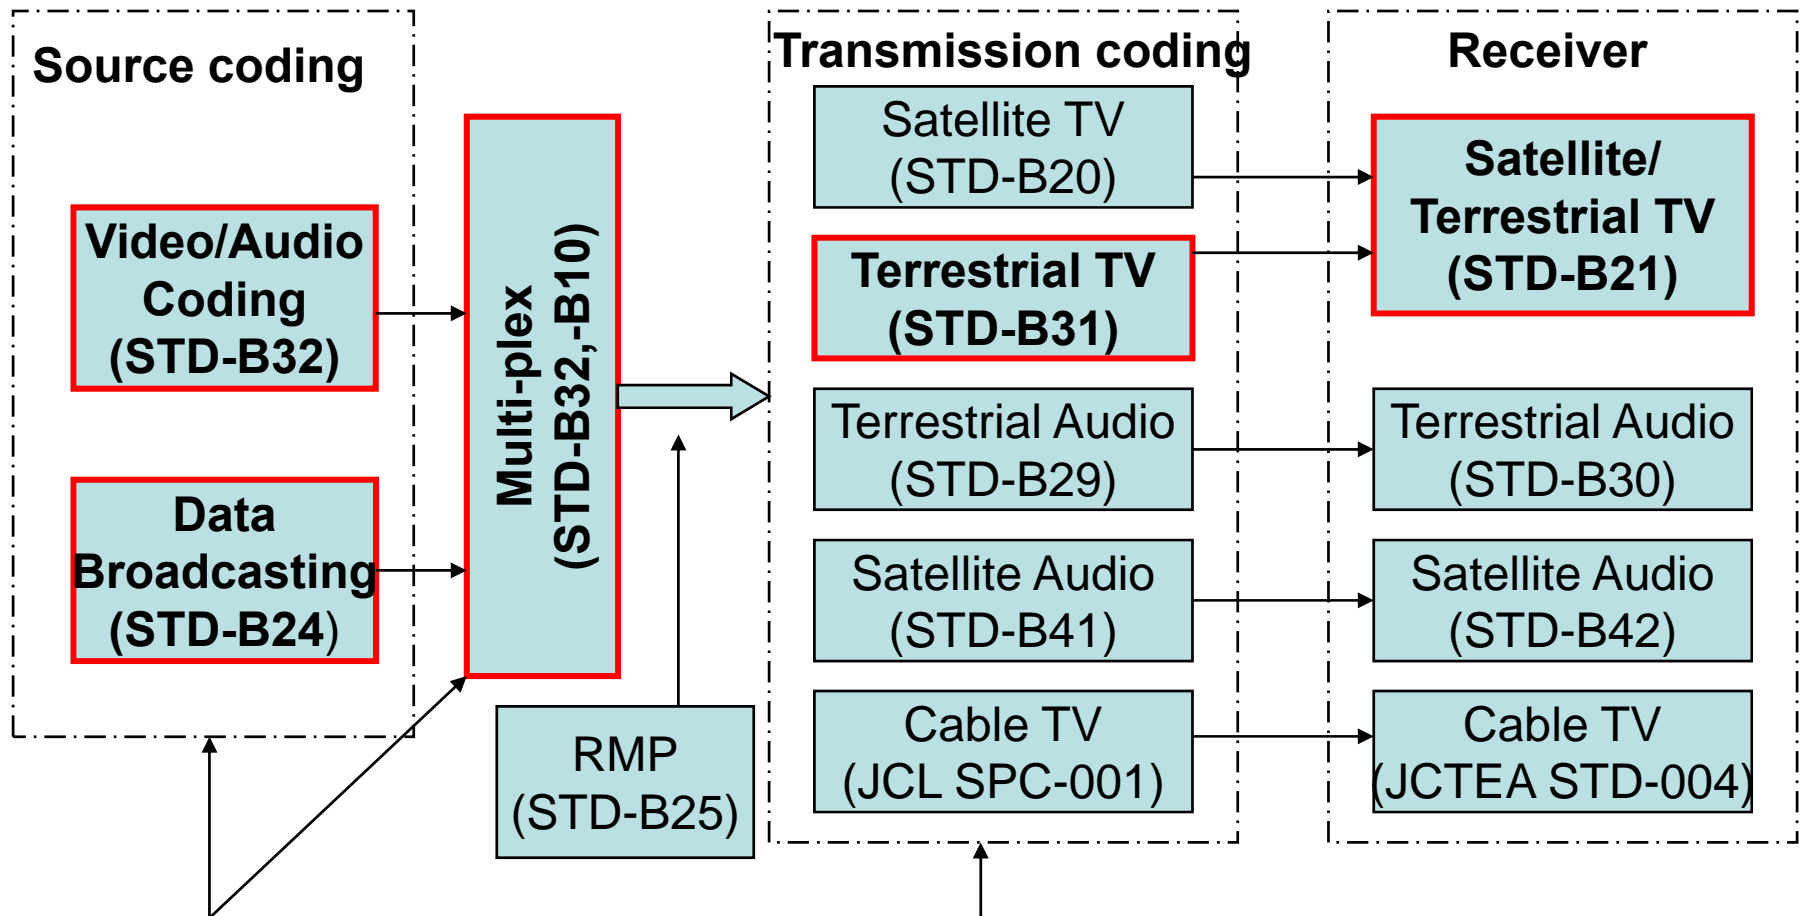 Source coding
Video/Audio
Coding
(STD-B32)
Data
Broadcasting
(STD-B24)
Multi-plex
(STD-B32,-B10)
RMP
(STD-B25)
Transmission coding
Satellite TV
(STD-B20)
Terrestrial TV
(STD-B31)
Terrestrial Audio
(STD-B29)
Satellite Audio
(STD-B41)
Cable TV
(JCL SPC-001)
Receiver
Satellite/
Terrestrial TV
(STD-B21)
Terrestrial Audio
(STD-B30)
Satellite Audio
(STD-B42)
Cable TV
(JCTEA STD-004)